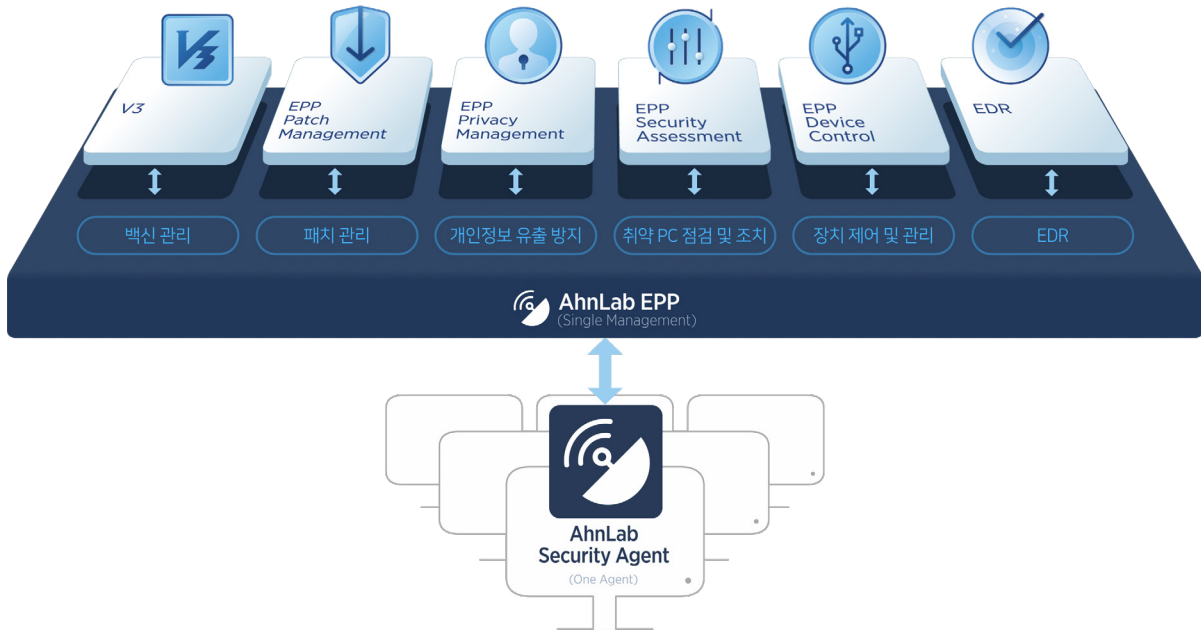 V3
EPP
Patch
Management
EPP
Privacy
Management
EPP
Security
Assessment
EPP
Device
Control
EDR
백신 관리
패치 관리
개인정보 유출 방지
취약 PC 점검 및 조치
장치 제어 및 관리
EDR
AhnLab EPP
(Single Management)
AhnLab
Security Agent
(One Agent)